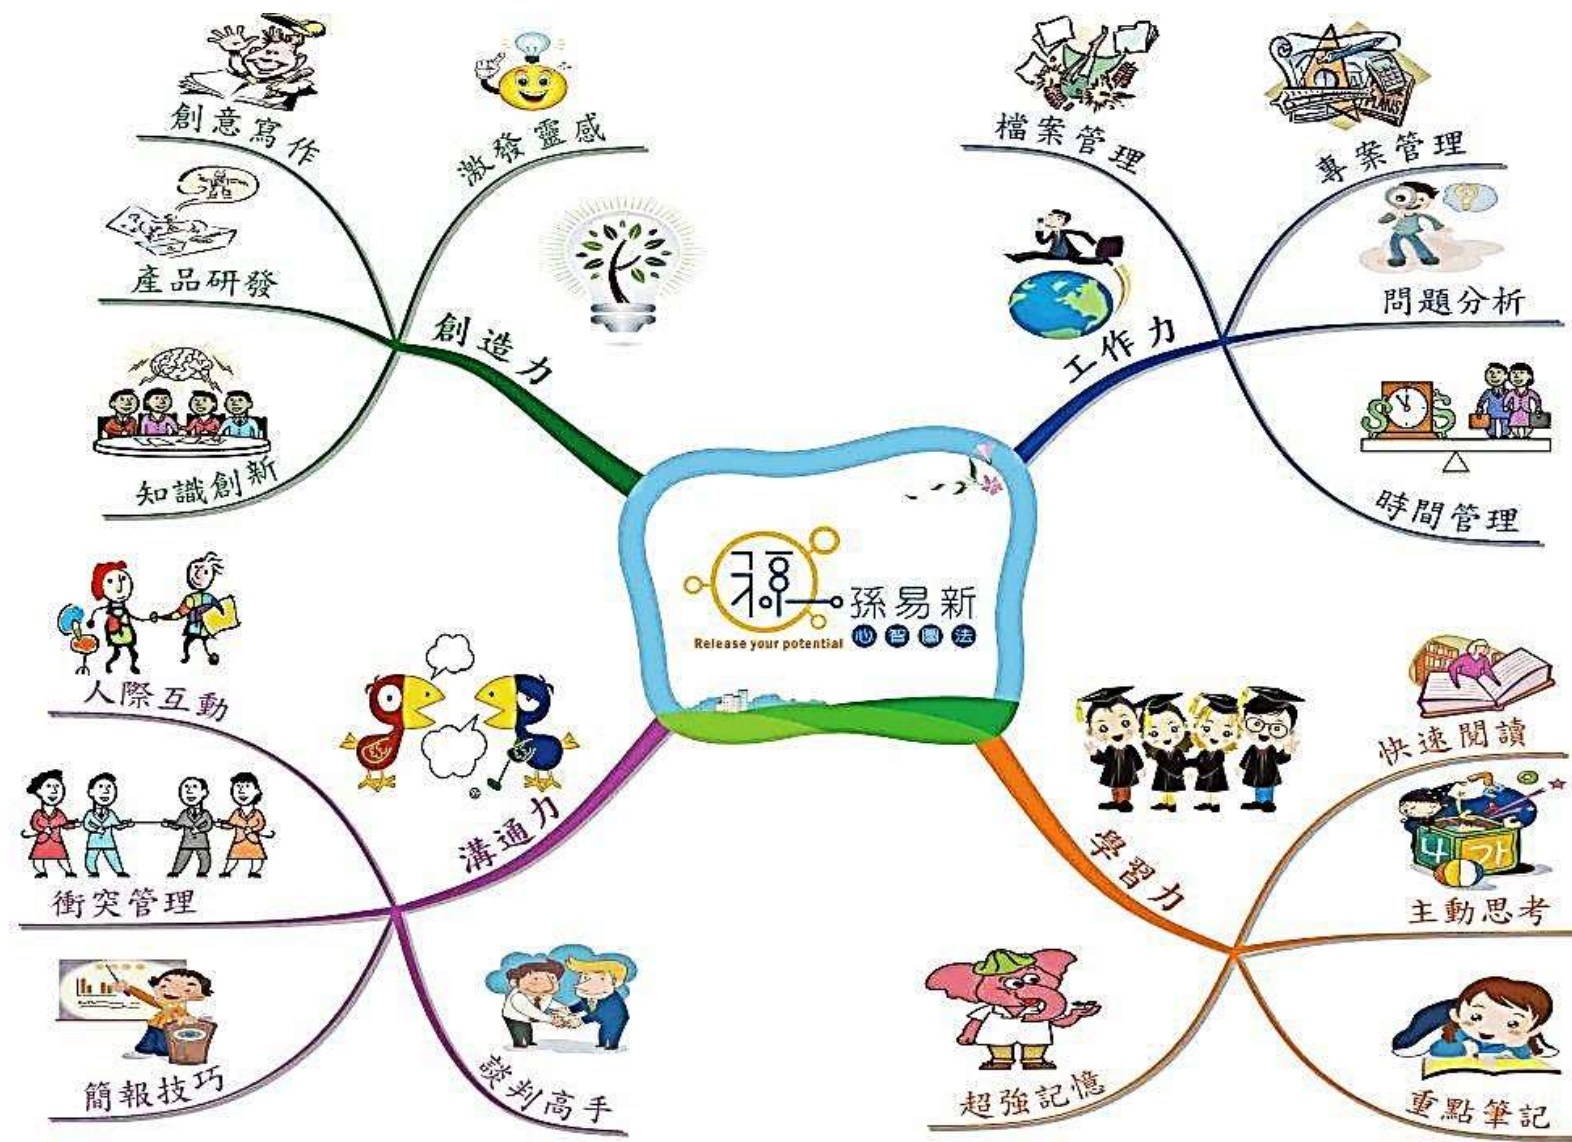 創意寫作
激發靈感
產品研發
創造力
知識創新
檔案管理
專案管理
問題分析
工作力
時間管理
孫易新
心智圖法
Release your potential
人際互動
衝突管理
溝通力
簡報技巧
談判高手
快速閱讀
學習力
主動思考
4 가
超強記憶
重點筆記